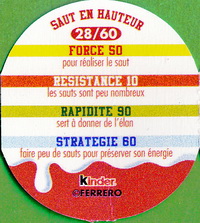 SAUT EN HAUTEUR
28/60
FORCE 50
pour réaliser le saut
RESISTANCE 10
les sauts sont peu nombreux
RAPIDITE 90
sert à donner de l'élan
STRATEGIE 60
faire peu de sauts pour préserver son énergie
Kinder
©FERRERO